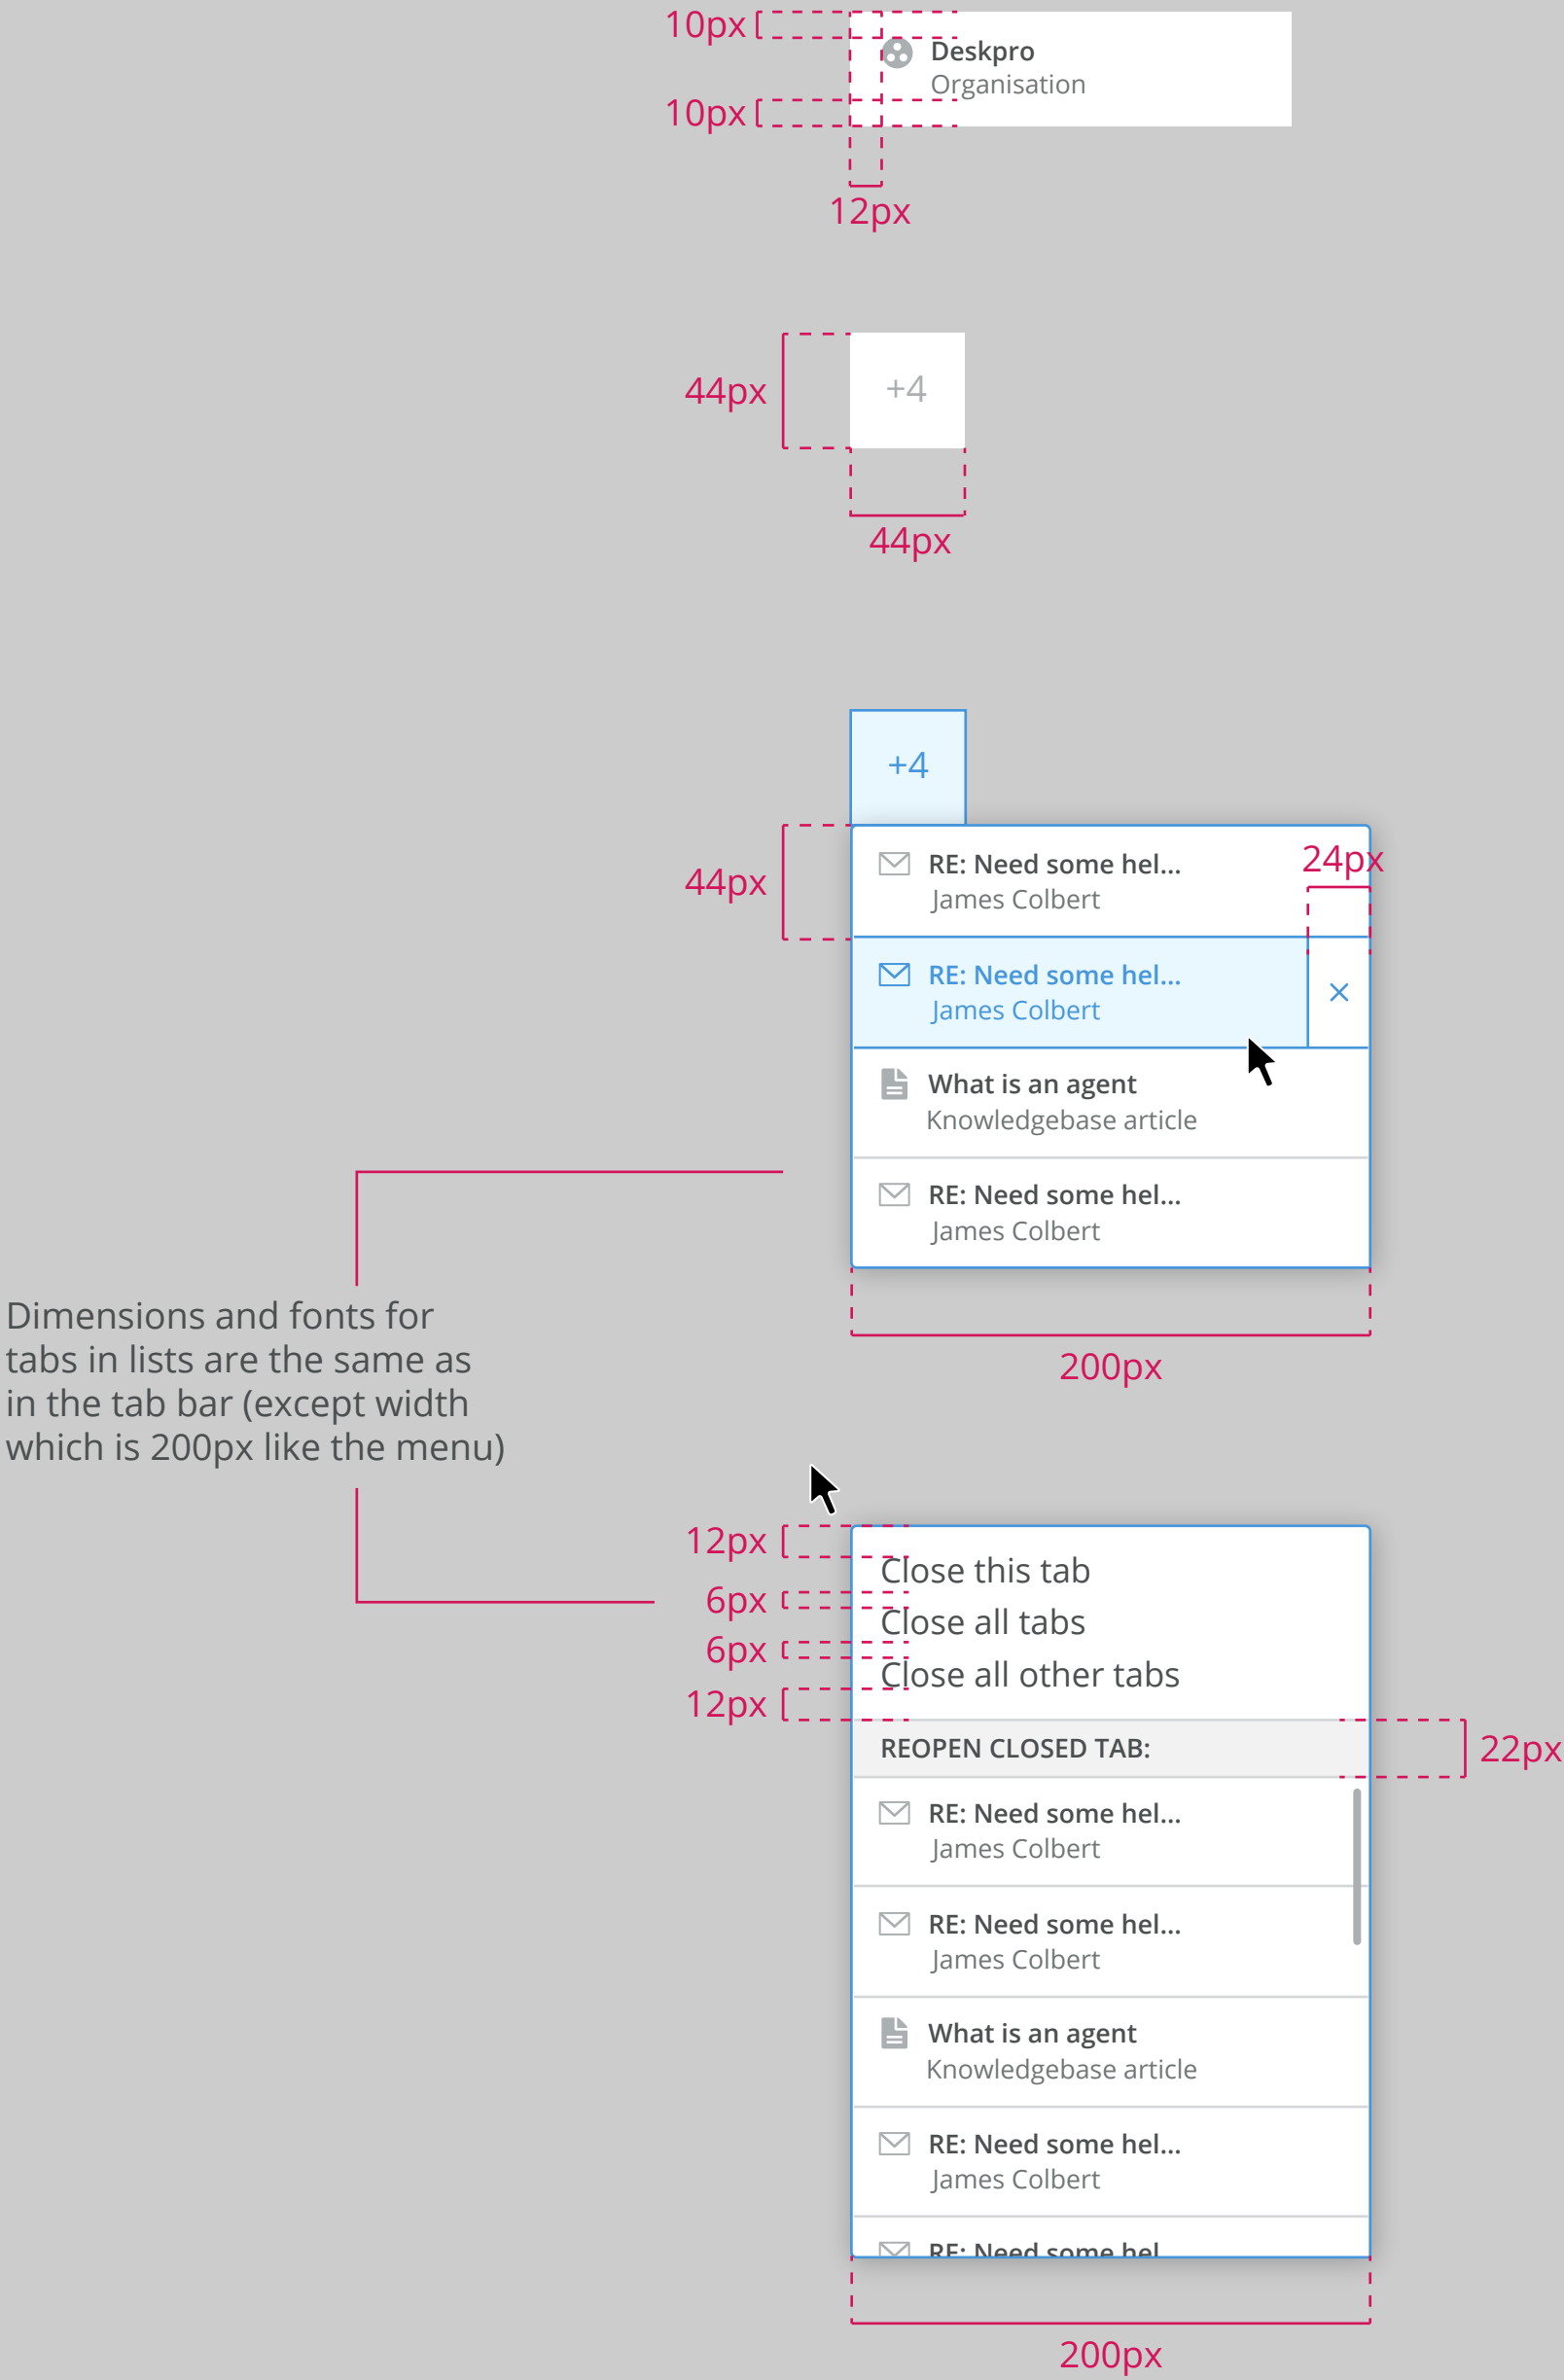 10px
Deskpro
Organisation
10px
12px
44px
+4
44px
+4
44px
RE: Need some hel...
James Colbert
24px
RE: Need some hel...
James Colbert
What is an agent
Knowledgebase article
RE: Need some hel...
James Colbert
200px
Dimensions and fonts for
tabs in lists are the same as
in the tab bar (except width
which is 200px like the menu)
12px
Close this tab
6px
Close all tabs
6px
Close all other tabs
12px
REOPEN CLOSED TAB:
22px
RE: Need some hel...
James Colbert
RE: Need some hel...
James Colbert
What is an agent
Knowledgebase article
RE: Need some hel...
James Colbert
RE: Need some hel
200px